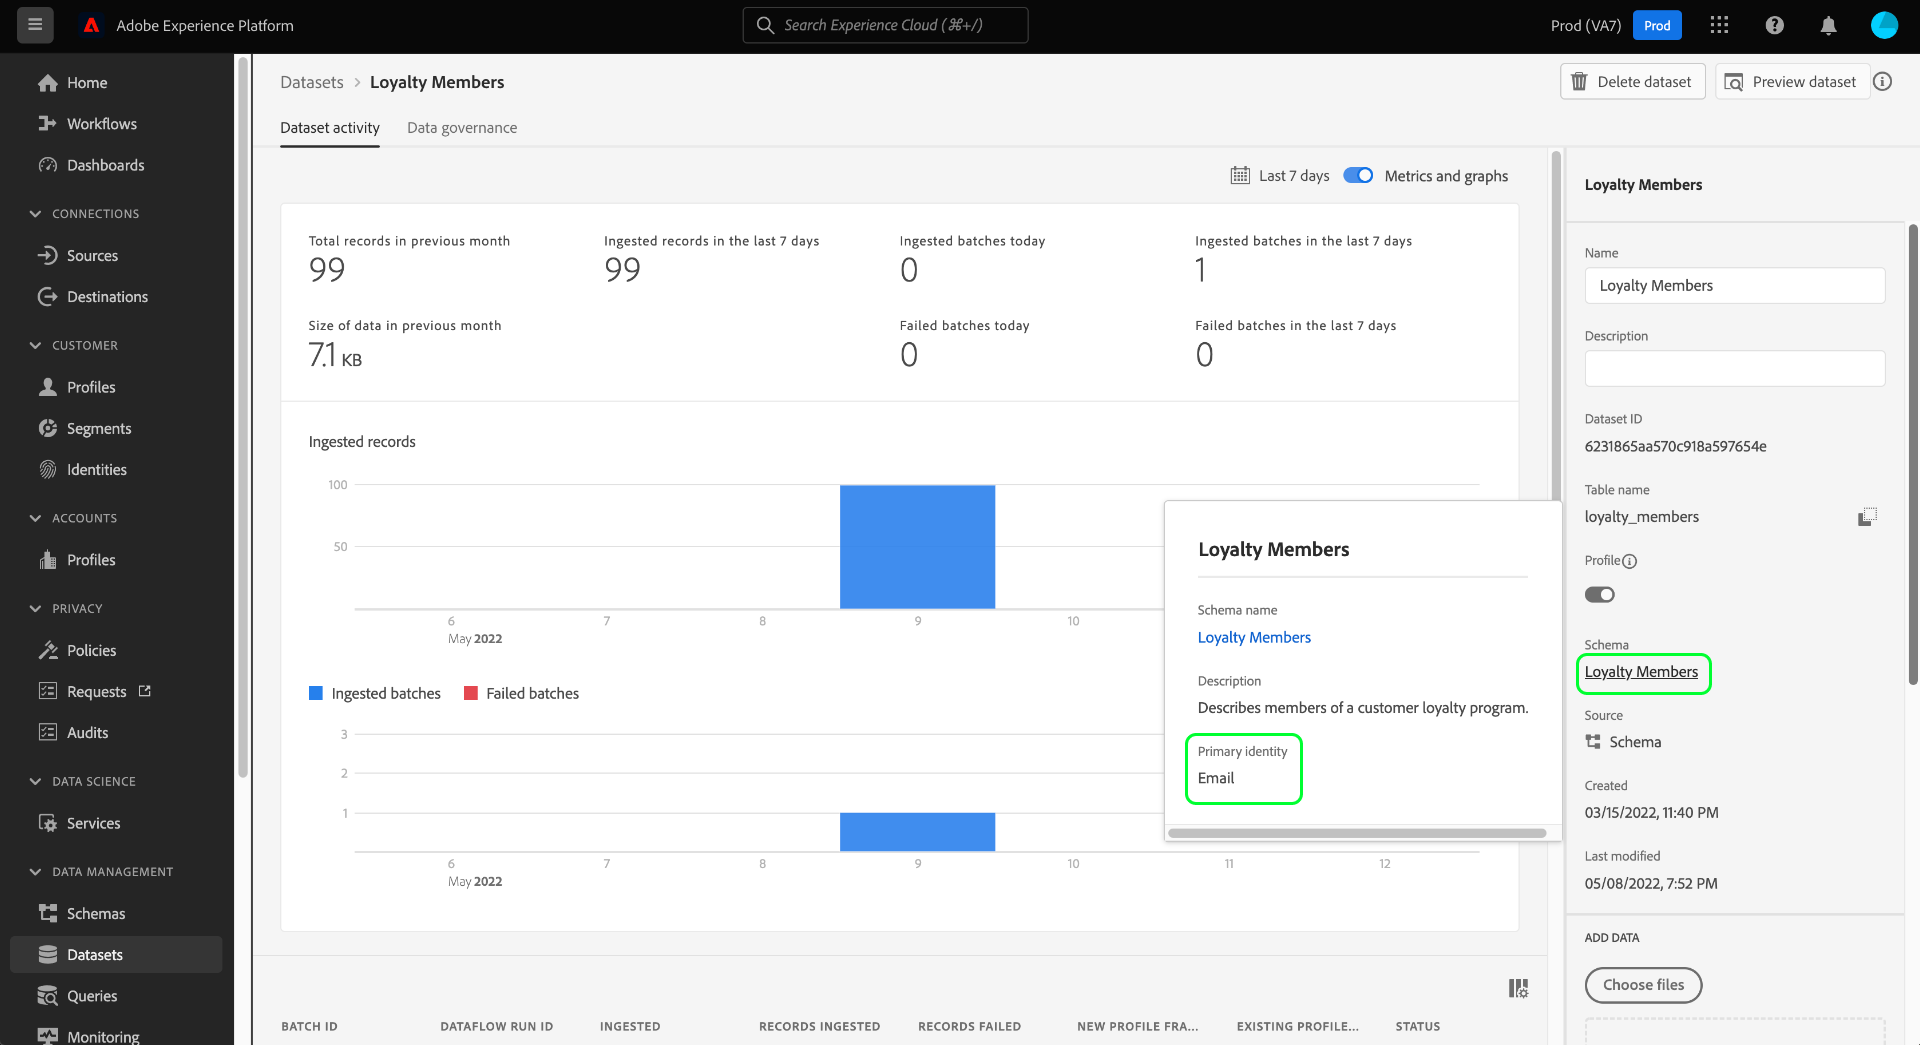 Adobe Experience Platform
Search Experience Cloud (⌘+/)
Prod (VA7)
Prod
Home
Workflows
Dashboards
CONNECTIONS
Sources
Destinations
CUSTOMER
Profiles
Segments
Identities
ACCOUNTS
Profiles
PRIVACY
Policies
Requests
Audits
DATA SCIENCE
Services
DATA MANAGEMENT
Schemas
Datasets
Queries
Monitoring
Datasets > Loyalty Members
Delete dataset
Preview dataset
Dataset activity
Data governance
Last 7 days
Metrics and graphs
Total records in previous month
99
Ingested records in the last 7 days
99
Ingested batches today
0
Ingested batches in the last 7 days
1
Size of data in previous month
7.1 KB
Failed batches today
0
Failed batches in the last 7 days
0
Ingested records
100
50
6 7 8 9 10
May 2022
Ingested batches
Failed batches
3
2
1
6 7 8 9 10 11 12
May 2022
Loyalty Members
Schema name
Loyalty Members
Description
Describes members of a customer loyalty program.
Primary identity
Email
BATCH ID
DATAFLOW RUN ID
INGESTED
RECORDS INGESTED
RECORDS FAILED
NEW PROFILE FRA...
EXISTING PROFILE...
STATUS
Loyalty Members
Name
Loyalty Members
Description
Dataset ID
6231865aa570c918a597654e
Table name
loyalty_members
Profile
Schema
Loyalty Members
Source
Schema
Created
03/15/2022, 11:40 PM
Last modified
05/08/2022, 7:52 PM
ADD DATA
Choose files